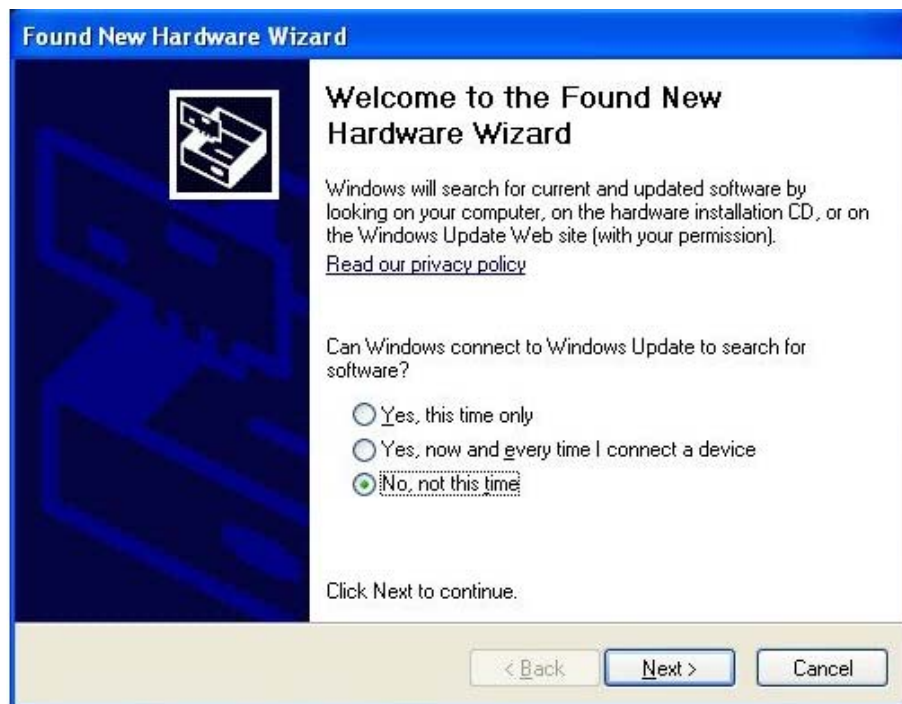 Found New Hardware Wizard
Welcome to the Found New
Hardware Wizard
Windows will search for current and updated software by
looking on your computer, on the hardware installation CD, or on
the Windows Update Web site (with your permission).
Read our privacy policy
Can Windows connect to Windows Update to search for
software?
Yes, this time only
Yes, now and every time I connect a device
No, not this time
Click Next to continue.
< Back Next > Cancel